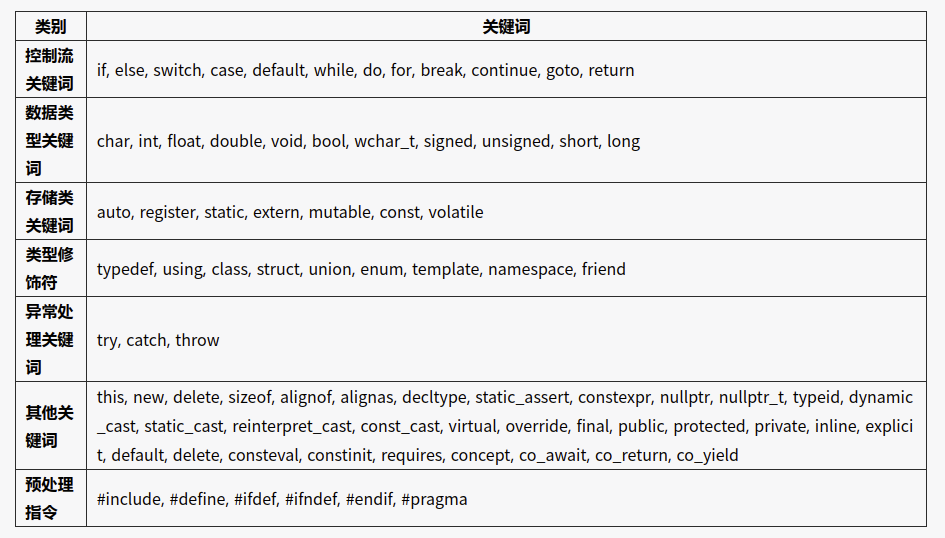 类别 关键词
控制流
关键词
if, else, switch, case, default, while, do, for, break, continue, goto, return
数据类
型关键
词
char, int, float, double, void, bool, wchar_t, signed, unsigned, short, long
存储类
关键词
auto, register, static, extern, mutable, const, volatile
类型修
饰符
typedef, using, class, struct, union, enum, template, namespace, friend
异常处
理关键
词
try, catch, throw
其他关
键词
this, new, delete, sizeof, alignof, alignas, decltype, static_assert, constexpr, nullptr, nullptr_t, typeid, dynamic
_cast, static_cast, reinterpret_cast, const_cast, virtual, override, final, public, protected, private, inline, explici
t, default, delete, consteval, constinit, requires, concept, co_await, co_return, co_yield
预处理
指令
#include, #define, #ifdef, #ifndef, #endif, #pragma